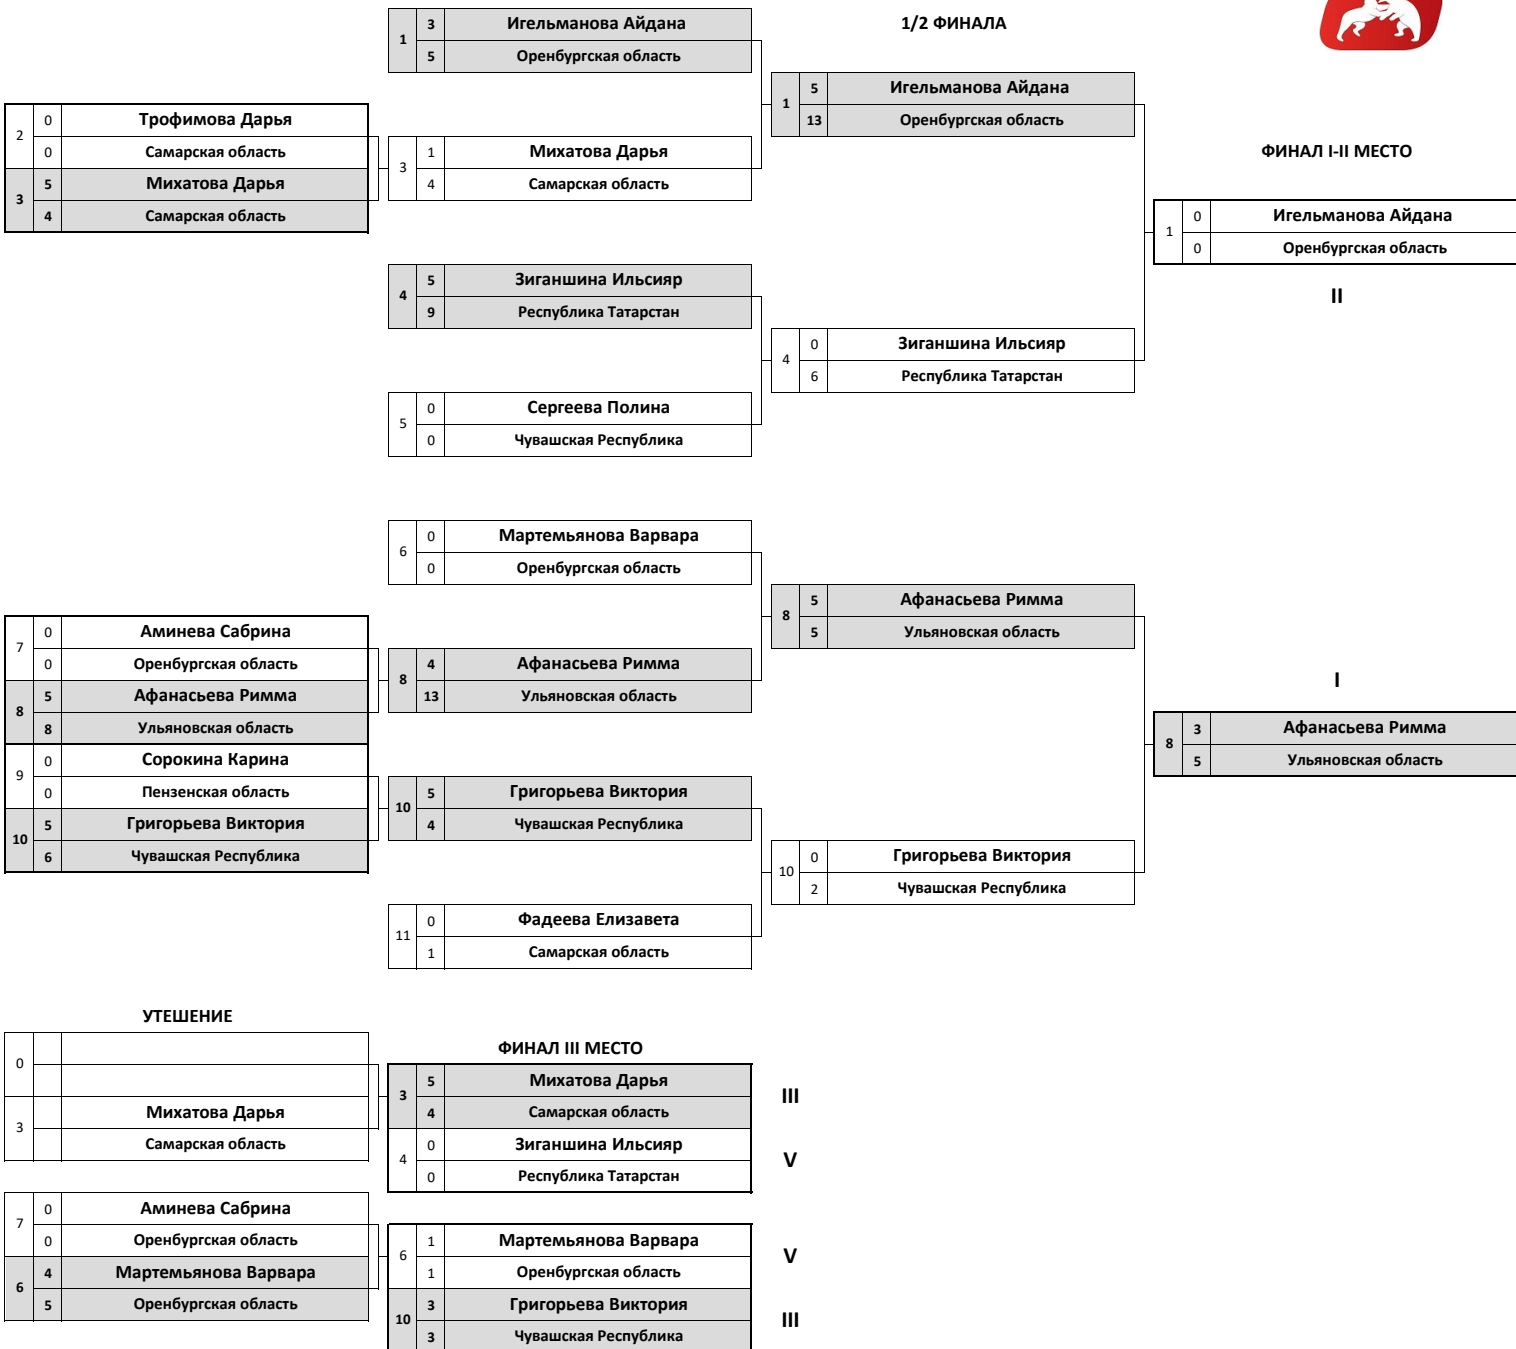 1/2 ФИНАЛА
1 3 Игельманова Айдана
5 Оренбургская область
1 5 Игельманова Айдана
13 Оренбургская область
2 0 Трофимова Дарья
0 Самарская область
3 5 Михатова Дарья
4 Самарская область
3 1 Михатова Дарья
4 Самарская область
ФИНАЛ I-II МЕСТО
1 0 Игельманова Айдана
0 Оренбургская область
II
4 5 Зиганшина Ильсияр
9 Республика Татарстан
4 0 Зиганшина Ильсияр
6 Республика Татарстан
5 0 Сергеева Полина
0 Чувашская Республика
6 0 Мартемьянова Варвара
0 Оренбургская область
8 5 Афанасьева Римма
5 Ульяновская область
7 0 Аминева Сабрина
0 Оренбургская область
8 5 Афанасьева Римма
8 Ульяновская область
8 4 Афанасьева Римма
13 Ульяновская область
I
8 3 Афанасьева Римма
5 Ульяновская область
9 0 Сорокина Карина
0 Пензенская область
10 5 Григорьева Виктория
6 Чувашская Республика
10 5 Григорьева Виктория
4 Чувашская Республика
10 0 Григорьева Виктория
2 Чувашская Республика
11 0 Фадеева Елизавета
1 Самарская область
УТЕШЕНИЕ
0
3 Михатова Дарья
Самарская область
ФИНАЛ III МЕСТО
3 5 Михатова Дарья
4 Самарская область
III
4 0 Зиганшина Ильсияр
0 Республика Татарстан
V
7 0 Аминева Сабрина
0 Оренбургская область
6 4 Мартемьянова Варвара
5 Оренбургская область
6 1 Мартемьянова Варвара
1 Оренбургская область
V
10 3 Григорьева Виктория
3 Чувашская Республика
III